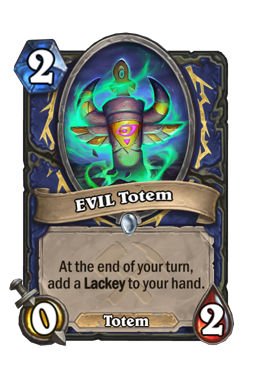 2
EVIL Totem
At the end of your turn,
add a Lackey to your hand.
0
Totem
2